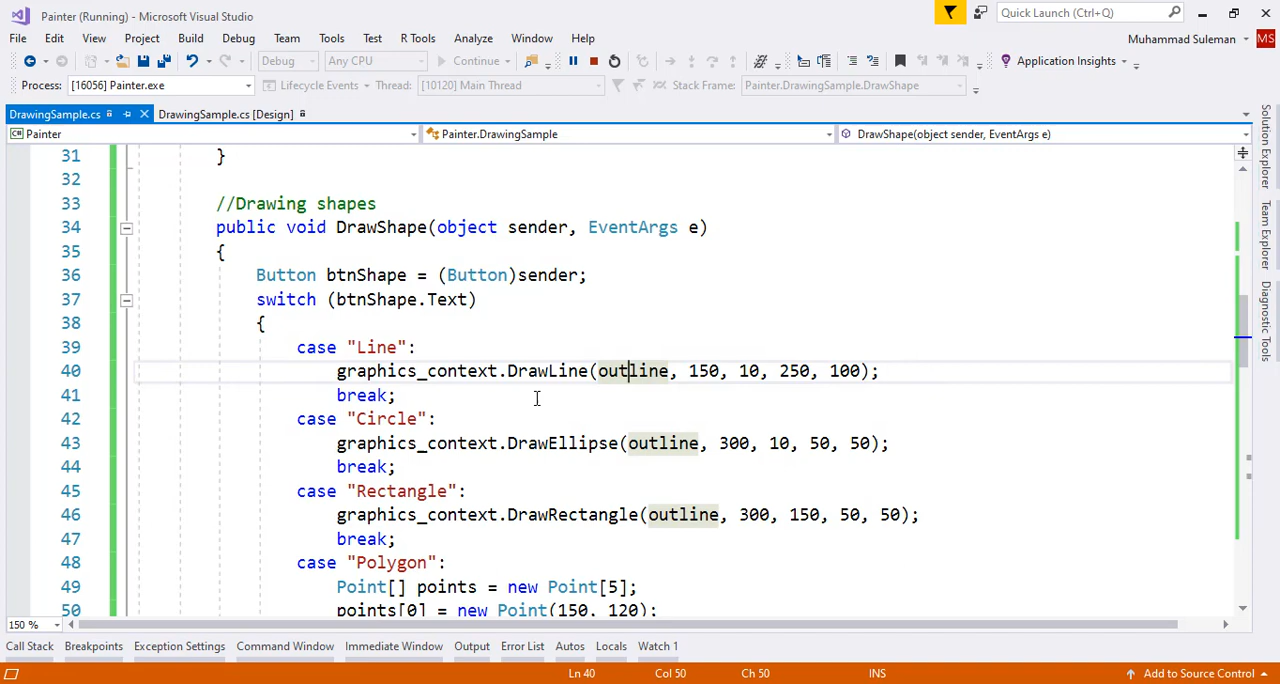 Painter (Running) - Microsoft Visual Studio
Quick Launch (Ctrl+Q)
File Edit View Project Build Debug Team Tools Test R Tools Analyze Window Help
Muhammad Suleman MS
Debug Any CPU Continue Application Insights
Process: [16056] Painter.exe Lifecycle Events Thread: [10120] Main Thread Stack Frame: Painter.DrawingSample.DrawShape
DrawingSample.cs DrawingSample.cs [Design]
Painter Painter.DrawingSample DrawShape(object sender, EventArgs e)
31 }
32
33 //Drawing shapes
34 public void DrawShape(object sender, EventArgs e)
35 {
36 Button btnShape = (Button)sender;
37 switch (btnShape.Text)
38 {
39 case "Line":
40 graphics_context.DrawLine(outline, 150, 10, 250, 100);
41 break;
42 case "Circle":
43 graphics_context.DrawEllipse(outline, 300, 10, 50, 50);
44 break;
45 case "Rectangle":
46 graphics_context.DrawRectangle(outline, 300, 150, 50, 50);
47 break;
48 case "Polygon":
49 Point[] points = new Point[5];
50 points[0] = new Point(150, 120);
Solution Explorer
Team Explorer
Diagnostic Tools
150 %
Call Stack Breakpoints Exception Settings Command Window Immediate Window Output Error List Autos Locals Watch 1
Ln 40 Col 50 Ch 50 INS Add to Source Control